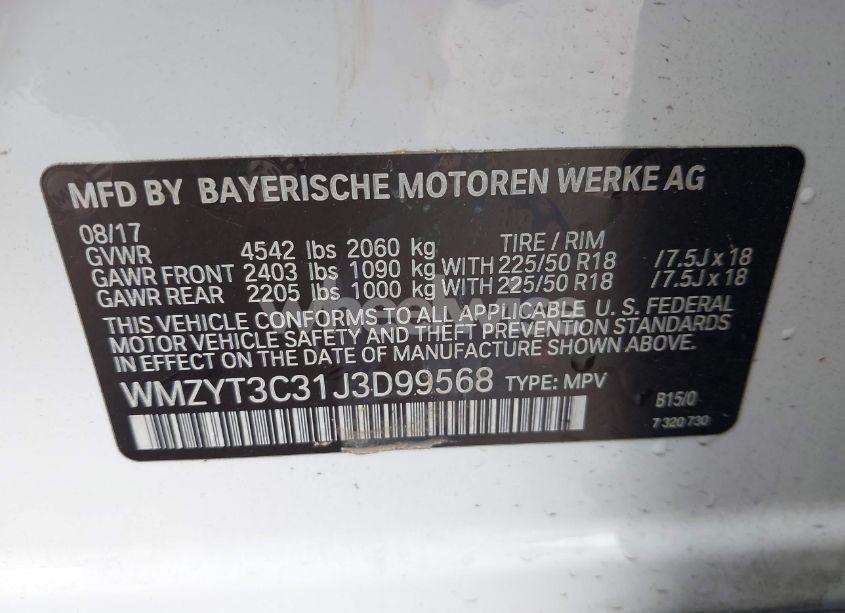 MFD BY BAYERISCHE MOTOREN WERKE AG
08/17
GVWR 4542 lbs 2060 kg TIRE / RIM
GAWR FRONT 2403 lbs 1090 kg WITH 225/50 R18 /7.5J x 18
GAWR REAR 2205 lbs 1000 kg WITH 225/50 R18 /7.5J x 18
THIS VEHICLE CONFORMS TO ALL APPLICABLE U. S. FEDERAL
MOTOR VEHICLE SAFETY AND THEFT PREVENTION STANDARDS
IN EFFECT ON THE DATE OF MANUFACTURE SHOWN ABOVE.
WMZYT3C31J3D99568 TYPE: MPV
B15/0
7 320 730